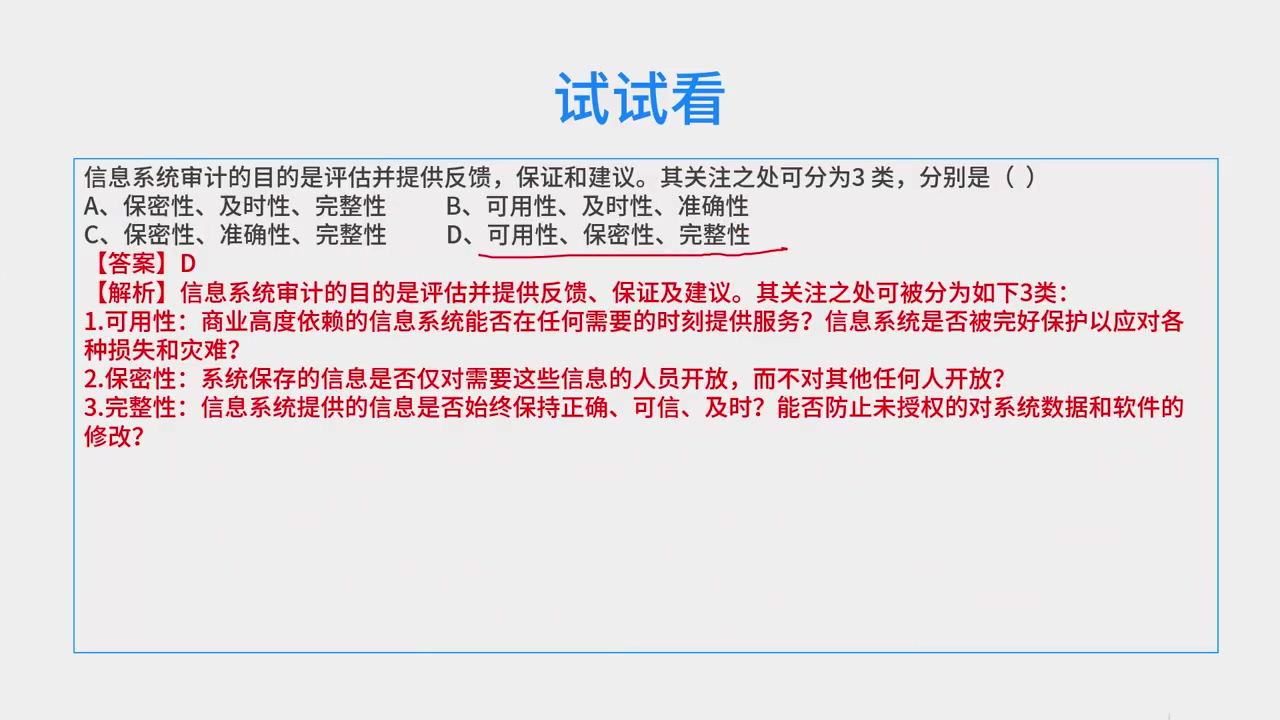 试试看
信息系统审计的目的是评估并提供反馈，保证和建议。其关注之处可分为3 类，分别是（  ）
A、保密性、及时性、完整性 B、可用性、及时性、准确性
C、保密性、准确性、完整性 D、可用性、保密性、完整性
【答案】D
【解析】信息系统审计的目的是评估并提供反馈、保证及建议。其关注之处可被分为如下3类：
1.可用性：商业高度依赖的信息系统能否在任何需要的时刻提供服务？信息系统是否被完好保护以应对各
种损失和灾难？
2.保密性：系统保存的信息是否仅对需要这些信息的人员开放，而不对其他任何人开放？
3.完整性：信息系统提供的信息是否始终保持正确、可信、及时？能否防止未授权的对系统数据和软件的
修改？